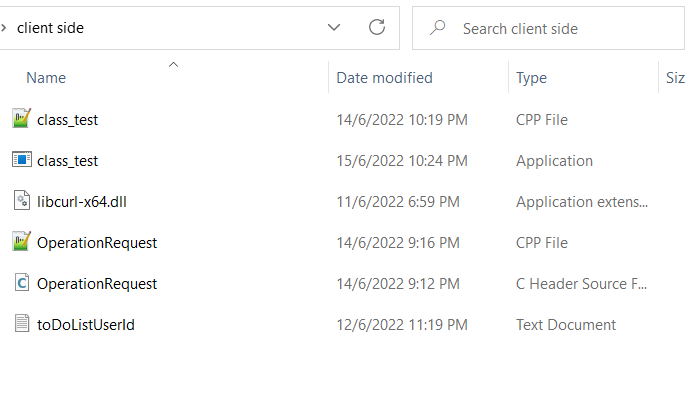 client side
Search client side
Name Date modified Type Siz
class_test 14/6/2022 10:19 PM CPP File
class_test 15/6/2022 10:24 PM Application
libcurl-x64.dll 11/6/2022 6:59 PM Application extens...
OperationRequest 14/6/2022 9:16 PM CPP File
OperationRequest 14/6/2022 9:12 PM C Header Source F...
toDoListUserId 12/6/2022 11:19 PM Text Document